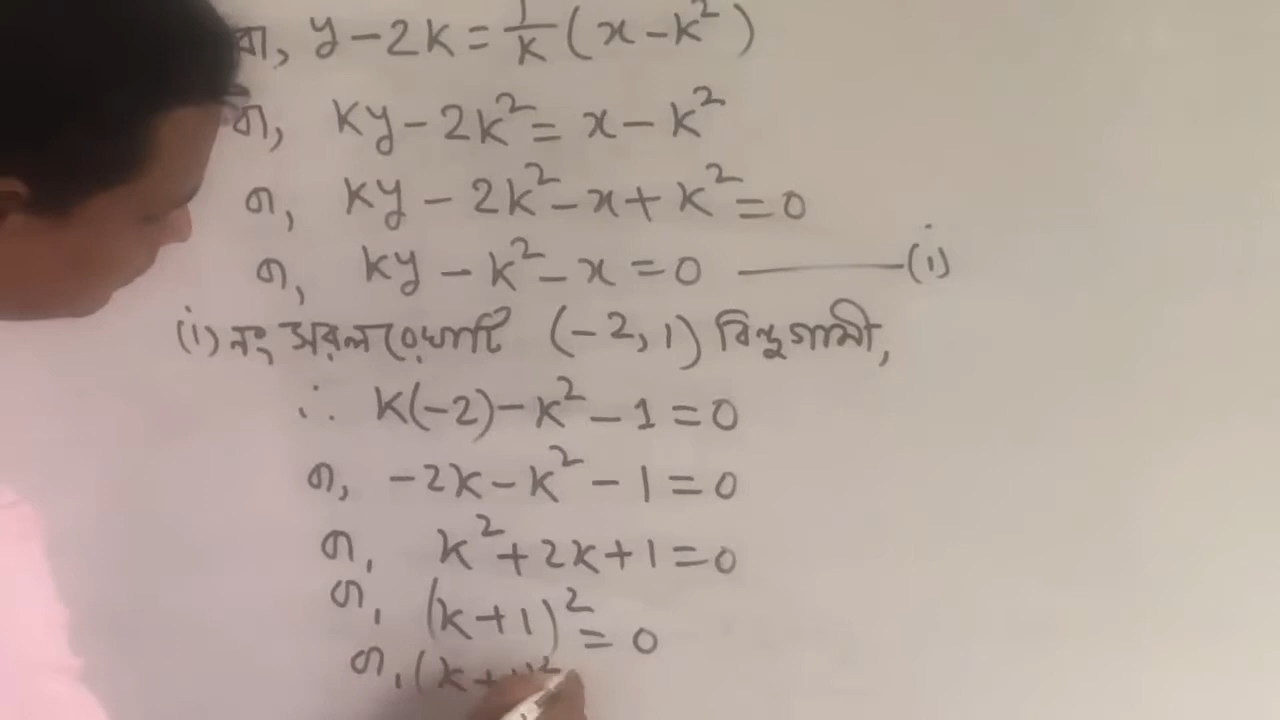 বা, y − 2k = 1/k (x − k²)
বা, ky − 2k² = x − k²
বা, ky − 2k² − x + k² = 0
বা, ky − k² − x = 0 ——— (i)
(i) নং সরলরেখাটি (−2, 1) বিন্দুগামী,
∴ k(−2) − k² − 1 = 0
বা, −2k − k² − 1 = 0
বা, k² + 2k + 1 = 0
বা, (k + 1)² = 0
বা, (k +